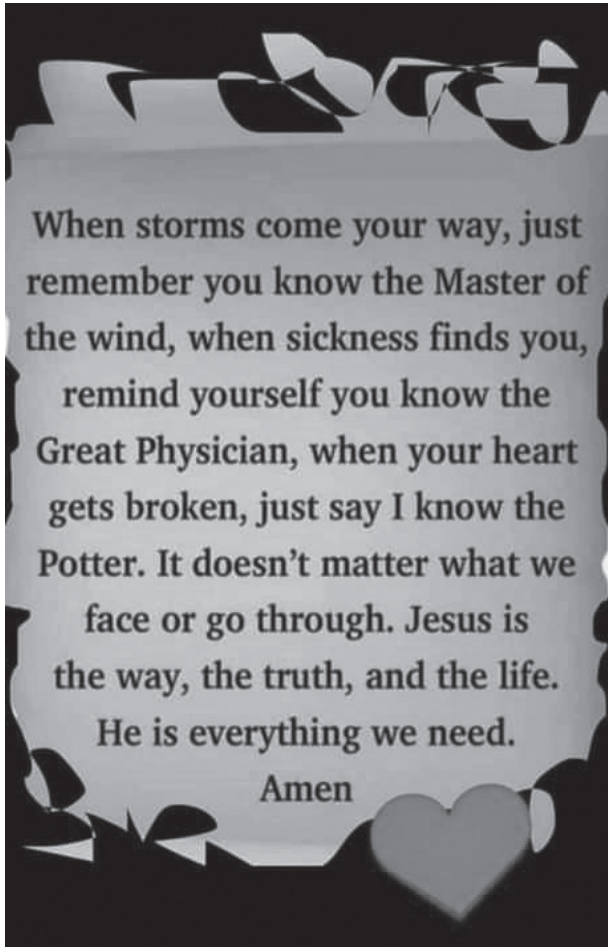 When storms come your way, just
remember you know the Master of
the wind, when sickness finds you,
remind yourself you know the
Great Physician, when your heart
gets broken, just say I know the
Potter. It doesn’t matter what we
face or go through. Jesus is
the way, the truth, and the life.
He is everything we need.
Amen